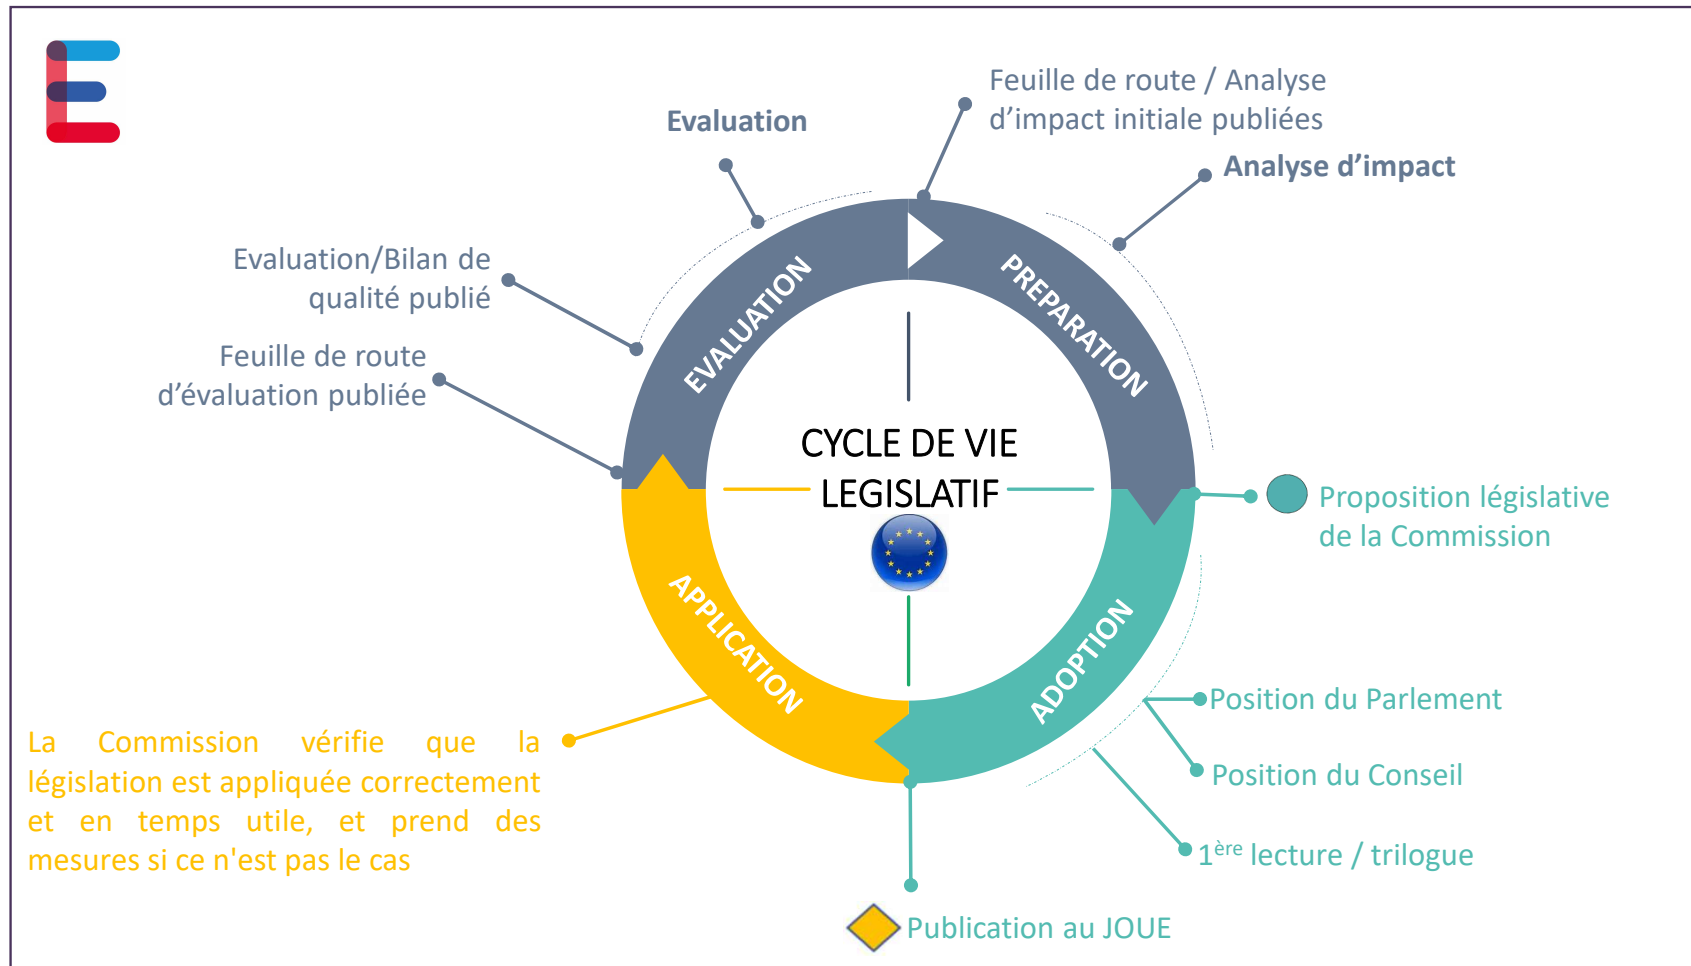 E
Feuille de route / Analyse
d’impact initiale publiées
Evaluation
Analyse d’impact
Evaluation/Bilan de
qualité publié
Feuille de route
d’évaluation publiée
EVALUATION
PREPARATION
CYCLE DE VIE
LEGISLATIF
Proposition législative
de la Commission
APPLICATION
ADOPTION
Position du Parlement
Position du Conseil
1ère lecture / trilogue
La Commission vérifie que la
législation est appliquée correctement
et en temps utile, et prend des
mesures si ce n'est pas le cas
Publication au JOUE